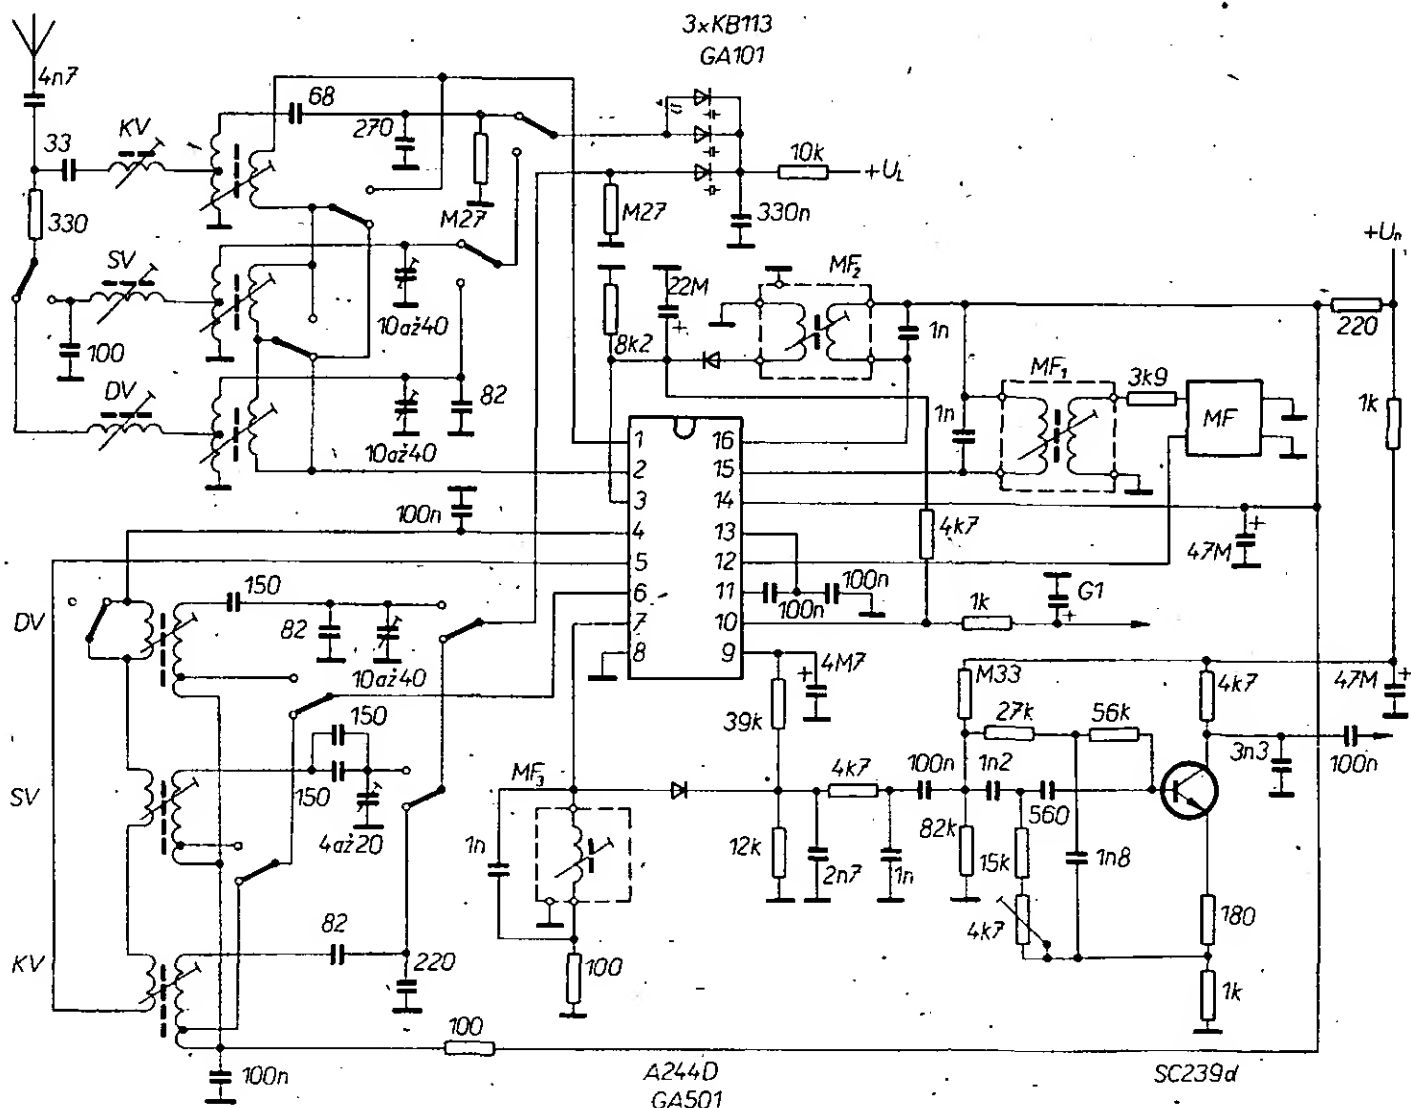 3xKB113
GA101
4n7
68
KV
33
270
10k
+U_L
330
M27
M27
330n
+U_n
SV
MF₂
22M
+
220
100
10až40
8k2
1n
MF₁
3k9
DV
82
1n
MF
1k
10až40
1 16
2 15
3 14
100n
4 13
4k7
47M
+
5 12
150
6 11
100n
100n
G1
+
DV
82
7 10
1k
8 9
10až40
4M7
+
M33
4k7
47M
+
150
39k
27k
56k
3n3
100n
MF₃
4k7
100n
1n2
SV
150
560
4až20
1n
12k
2n7
1n
82k
15k
1n8
82
4k7
180
KV
220
100
1k
100
100n
A244D
GA501
SC239d